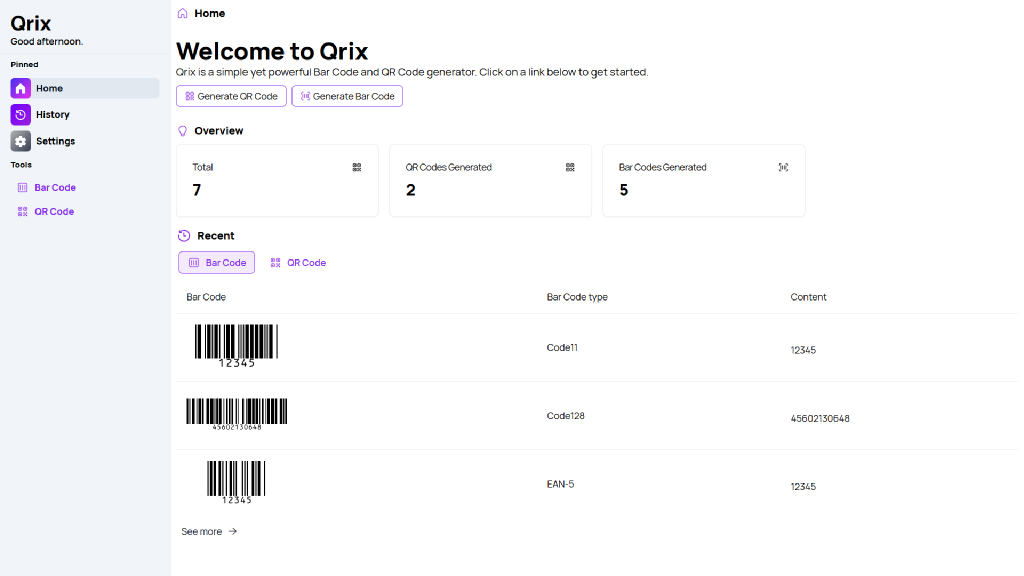 Qrix
Good afternoon.
Pinned
Home
History
Settings
Tools
Bar Code
QR Code
Home
Welcome to Qrix
Qrix is a simple yet powerful Bar Code and QR Code generator. Click on a link below to get started.
Generate QR Code Generate Bar Code
Overview
Total QR Codes Generated Bar Codes Generated
7 2 5
Recent
Bar Code QR Code
Bar Code Bar Code type Content
12345 Code11 12345
45602130648 Code128 45602130648
12345 EAN-5 12345
See more